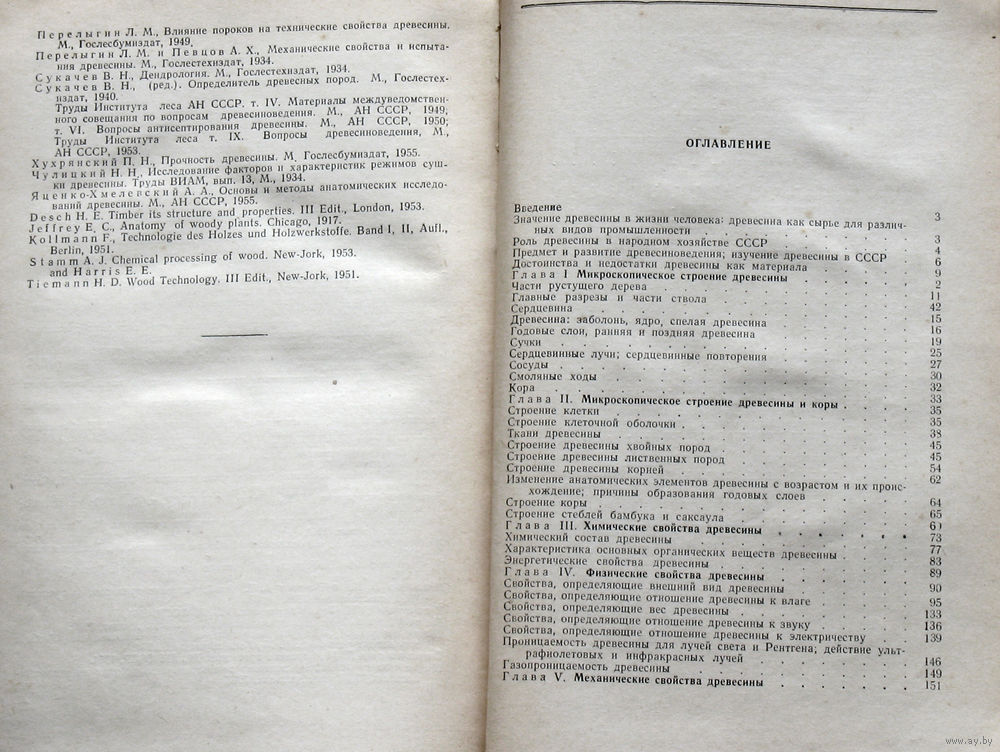 Перелыгин Л. М., Влияние пороков на технические свойства древесины.
М., Гослесбумиздат, 1949.
Перелыгин Л. М. и Певцов А. Х., Механические свойства и испыта-
ния древесины. М., Гослестехиздат, 1934.
Сукачев В. Н., Дендрология. М., Гослестехиздат, 1934.
Сукачев В. Н., (ред.). Определитель древесных пород. М., Гослестех-
издат, 1940.
Труды Института леса АН СССР. т. IV. Материалы междуведомствен-
ного совещания по вопросам древесиноведения. М., АН СССР, 1949;
т. VI. Вопросы антисептирования древесины. М., АН СССР, 1950;
Труды Института леса т. IX. Вопросы древесиноведения, М.,
АН СССР, 1953.
Хухрянский П. Н., Прочность древесины. М. Гослесбумиздат, 1955.
Чулицкий Н. Н., Исследование факторов и характеристик режимов суш-
ки древесины. Труды ВИАМ, вып. 13, М., 1934.
Яценко-Хмелевский А. А., Основы и методы анатомических исследо-
ваний древесины. М., АН СССР, 1955.
Desch H. E. Timber its structure and properties. III Edit., London, 1953.
Jeffrey E. C., Anatomy of woody plants. Chicago, 1917.
Kollmann F., Technologie des Holzes und Holzwerkstoffe. Band I, II, Aufl.,
Berlin, 1951.
Stamm A. J. Chemical processing of wood. New-Jork, 1953.
and Harris E. E.
Tiemann H. D. Wood Technology. III Edit., New-Jork, 1951.
ОГЛАВЛЕНИЕ
Введение
Значение древесины в жизни человека: древесина как сырье для различ- 3
ных видов промышленности
Роль древесины в народном хозяйстве СССР 3
Предмет и развитие древесиноведения; изучение древесины в СССР 4
Достоинства и недостатки древесины как материала 6
Глава I Микроскопическое строение древесины 9
Части рустущего дерева 2
Главные разрезы и части ствола 11
Сердцевина 42
Древесина: заболонь, ядро, спелая древесина 15
Годовые слои, ранняя и поздняя древесина 16
Сучки 19
Сердцевинные лучи; сердцевинные повторения 25
Сосуды 27
Смоляные ходы 30
Кора 32
Глава II. Микроскопическое строение древесины и коры 33
Строение клетки 35
Строение клеточной оболочки 35
Ткани древесины 38
Строение древесины хвойных пород 45
Строение древесины лиственных пород 45
Строение древесины корней 54
Изменение анатомических элементов древесины с возрастом и их проис- 62
хождение; причины образования годовых слоев
Строение коры 64
Строение стеблей бамбука и саксаула 65
Глава III. Химические свойства древесины
Химический состав древесины 73
Характеристика основных органических веществ древесины 77
Энергетические свойства древесины 83
Глава IV. Физические свойства древесины 89
Свойства, определяющие внешний вид древесины 90
Свойства, определяющие отношение древесины к влаге 95
Свойства, определяющие вес древесины 133
Свойства, определяющие отношение древесины к звуку 136
Свойства, определяющие отношение древесины к электричеству 139
Проницаемость древесины для лучей света и Рентгена; действие ульт-
рафиолетовых и инфракрасных лучей 146
Газопроницаемость древесины 149
Глава V. Механические свойства древесины 151
www.ay.by